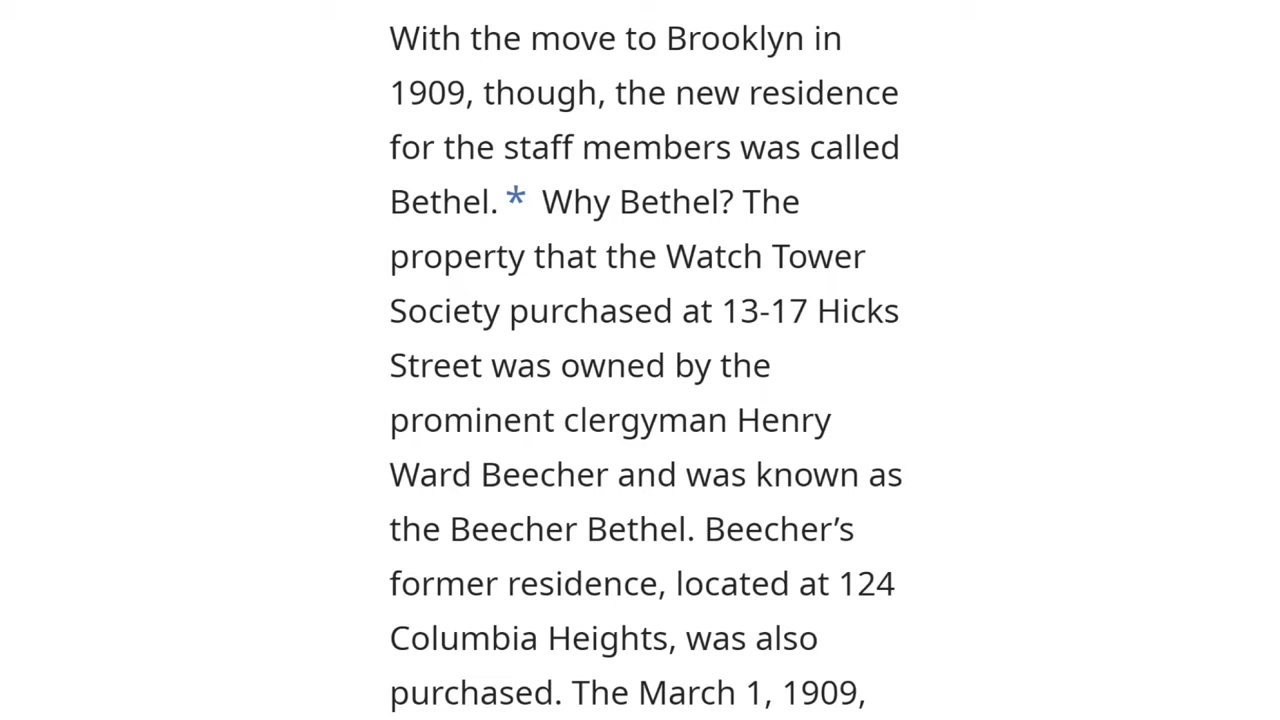 With the move to Brooklyn in
1909, though, the new residence
for the staff members was called
Bethel. * Why Bethel? The
property that the Watch Tower
Society purchased at 13-17 Hicks
Street was owned by the
prominent clergyman Henry
Ward Beecher and was known as
the Beecher Bethel. Beecher’s
former residence, located at 124
Columbia Heights, was also
purchased. The March 1, 1909,